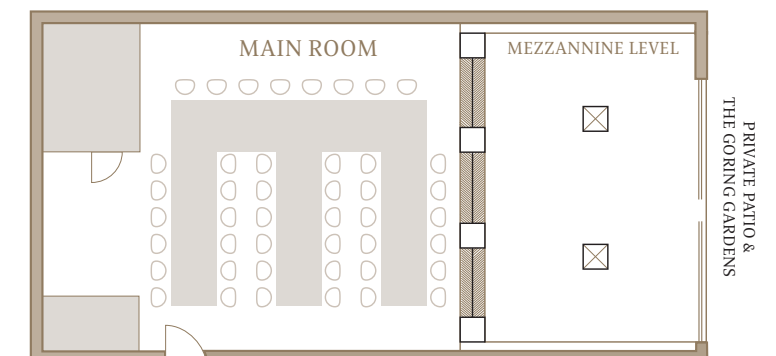 MAIN ROOM
MEZZANNINE LEVEL
PRIVATE PATIO &
THE GORING GARDENS